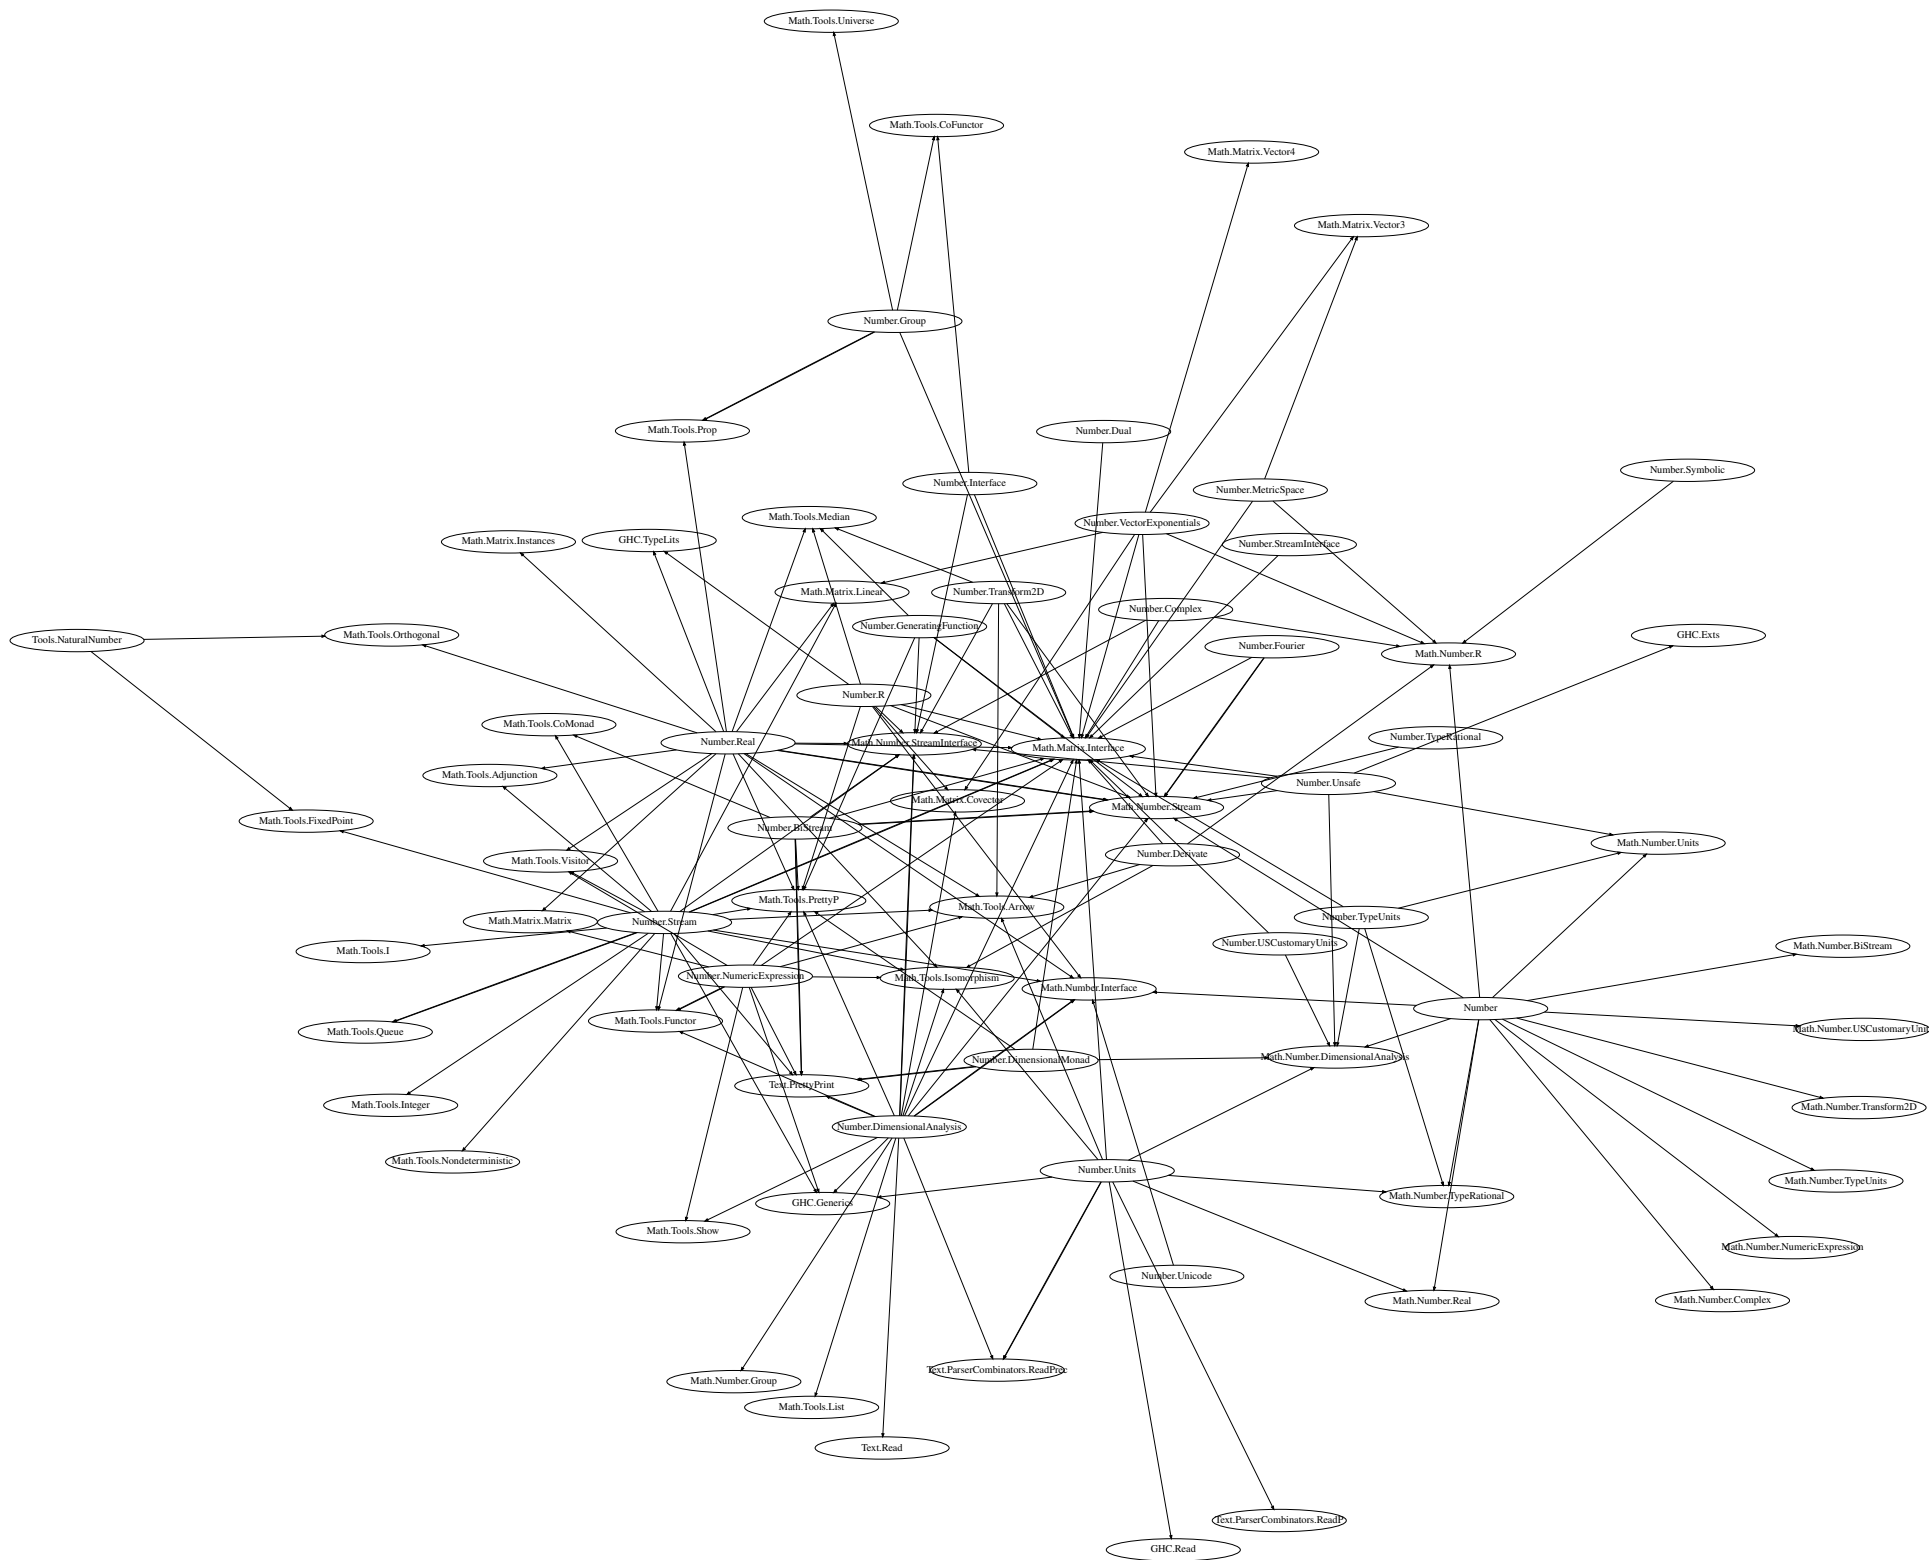 Math.Tools.Universe
Math.Tools.CoFunctor
Math.Matrix.Vector4
Math.Matrix.Vector3
Number.Group
Math.Tools.Prop
Number.Dual
Number.Symbolic
Number.Interface
Number.MetricSpace
Math.Tools.Median
Number.VectorExponentials
Math.Matrix.Instances
GHC.TypeLits
Number.StreamInterface
Math.Matrix.Linear
Number.Transform2D
Number.Complex
Number.GeneratingFunction
Tools.NaturalNumber
Math.Tools.Orthogonal
GHC.Exts
Number.Fourier
Math.Number.R
Number.R
Math.Tools.CoMonad
Number.Real
Math.Number.StreamInterface
Math.Matrix.Interface
Number.TypeRational
Math.Tools.Adjunction
Number.Unsafe
Math.Matrix.Covector
Math.Number.Stream
Math.Tools.FixedPoint
Number.BiStream
Math.Number.Units
Math.Tools.Visitor
Number.Derivate
Math.Tools.PrettyP
Math.Tools.Arrow
Math.Matrix.Matrix
Number.Stream
Number.TypeUnits
Math.Tools.I
Number.USCustomaryUnits
Math.Number.BiStream
Number.NumericExpression
Math.Tools.Isomorphism
Math.Number.Interface
Number
Math.Tools.Queue
Math.Tools.Functor
Math.Number.USCustomaryUnit
Number.DimensionalMonad
Math.Number.DimensionalAnalysis
Text.PrettyPrint
Math.Tools.Integer
Math.Number.Transform2D
Number.DimensionalAnalysis
Math.Tools.Nondeterministic
Number.Units
Math.Number.TypeUnits
GHC.Generics
Math.Number.TypeRational
Math.Tools.Show
Math.Number.NumericExpression
Number.Unicode
Math.Number.Real
Math.Number.Complex
Text.ParserCombinators.ReadPrec
Math.Number.Group
Math.Tools.List
Text.Read
Text.ParserCombinators.ReadP
GHC.Read